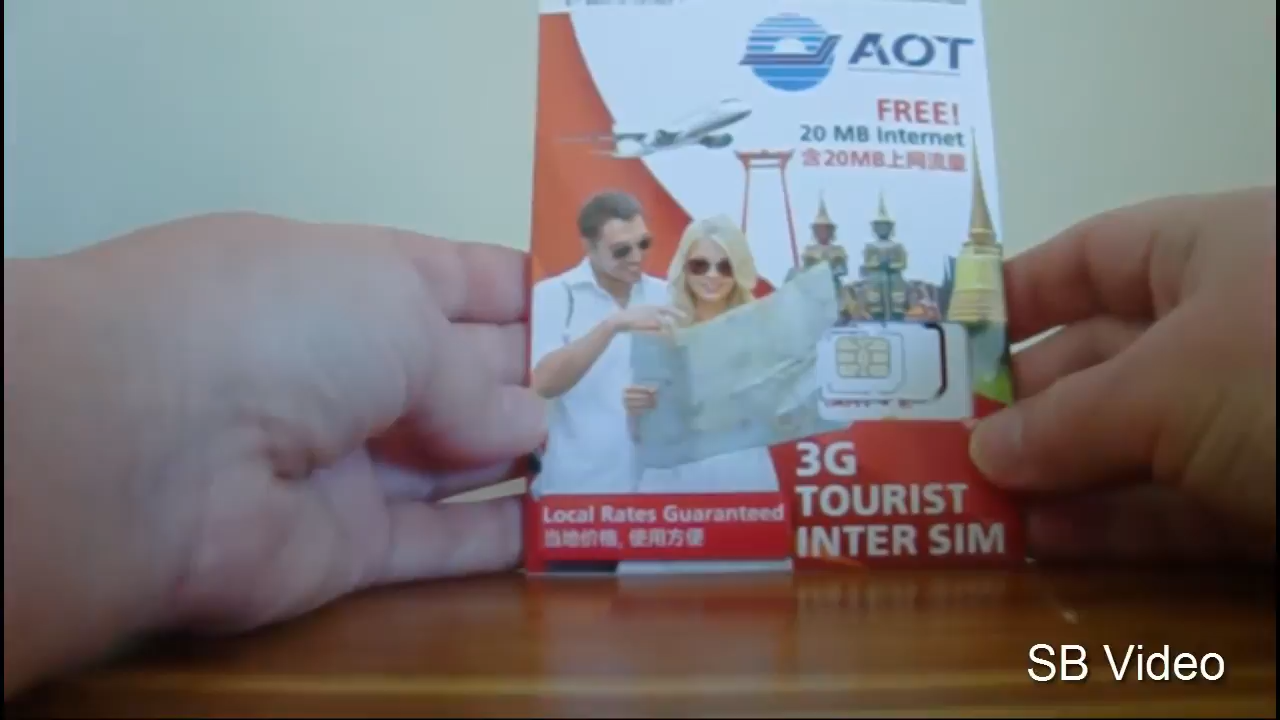 AOT
FREE!
20 MB Internet
含20MB上网流量
3G
TOURIST
INTER SIM
Local Rates Guaranteed
当地价格, 使用方便
SB Video